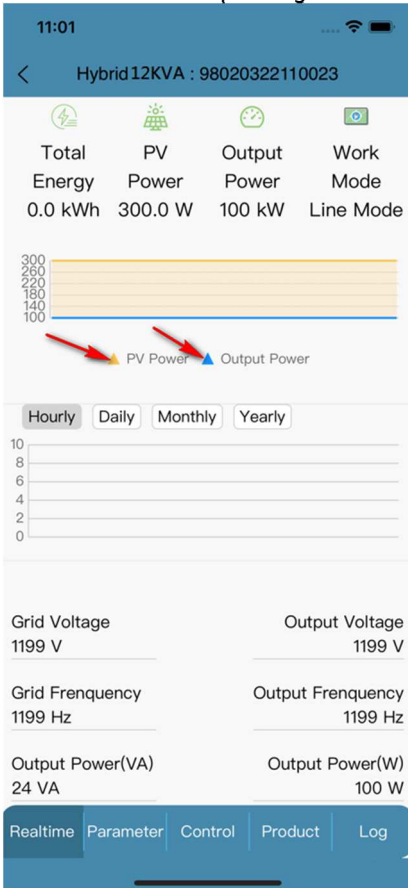 11:01
Hybrid12KVA : 98020322110023
Total Energy 0.0 kWh
PV Power 300.0 W
Output Power 100 kW
Work Mode Line Mode
300
260
220
180
140
100
PV Power Output Power
Hourly Daily Monthly Yearly
10
8
6
4
2
0
Grid Voltage Output Voltage
1199 V 1199 V
Grid Frenquency Output Frenquency
1199 Hz 1199 Hz
Output Power(VA) Output Power(W)
24 VA 100 W
Realtime Parameter Control Product Log